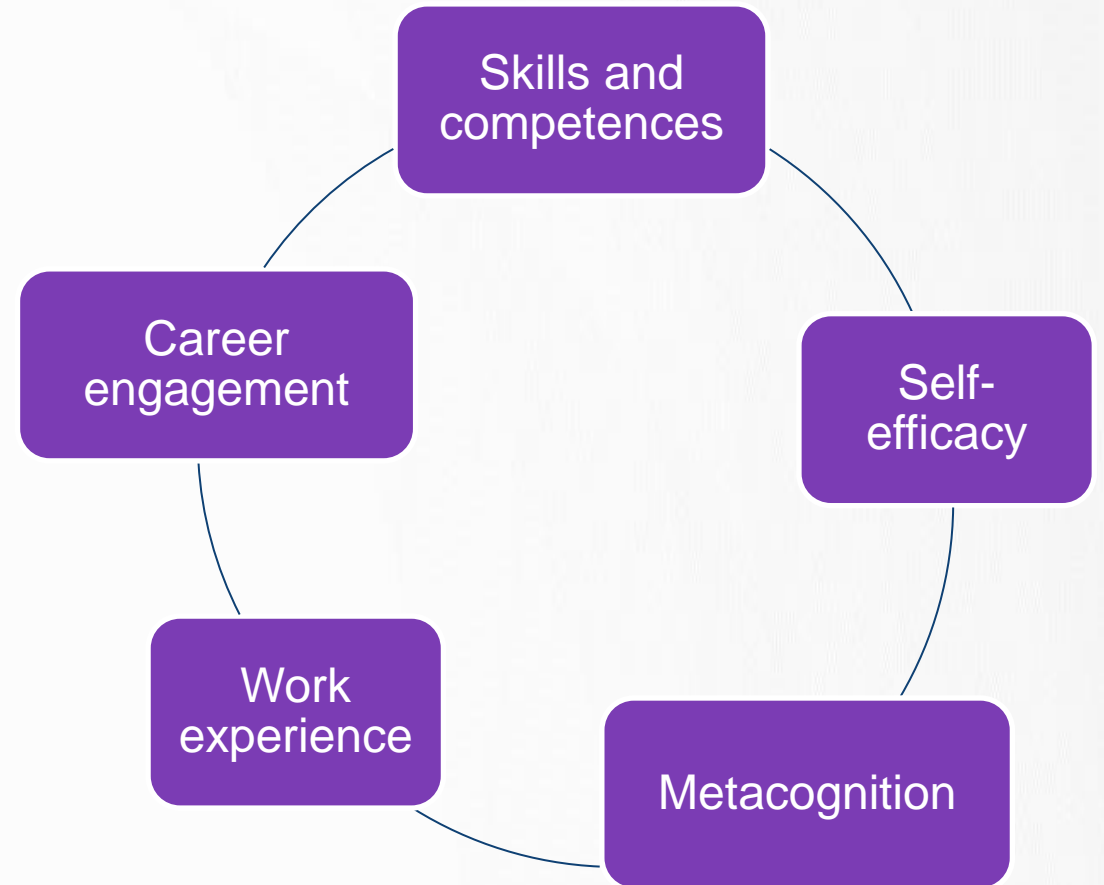 Skills and
competences
Self-
efficacy
Metacognition
Work
experience
Career
engagement